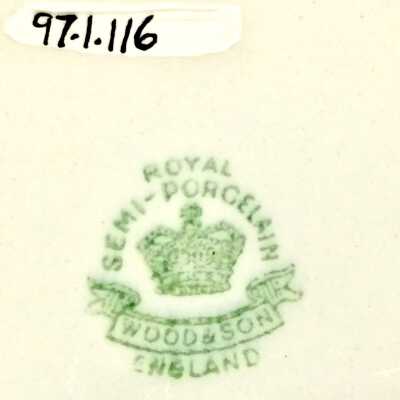 97.1.116
ROYAL
SEMI-PORCELAIN
WOOD & SON
ENGLAND